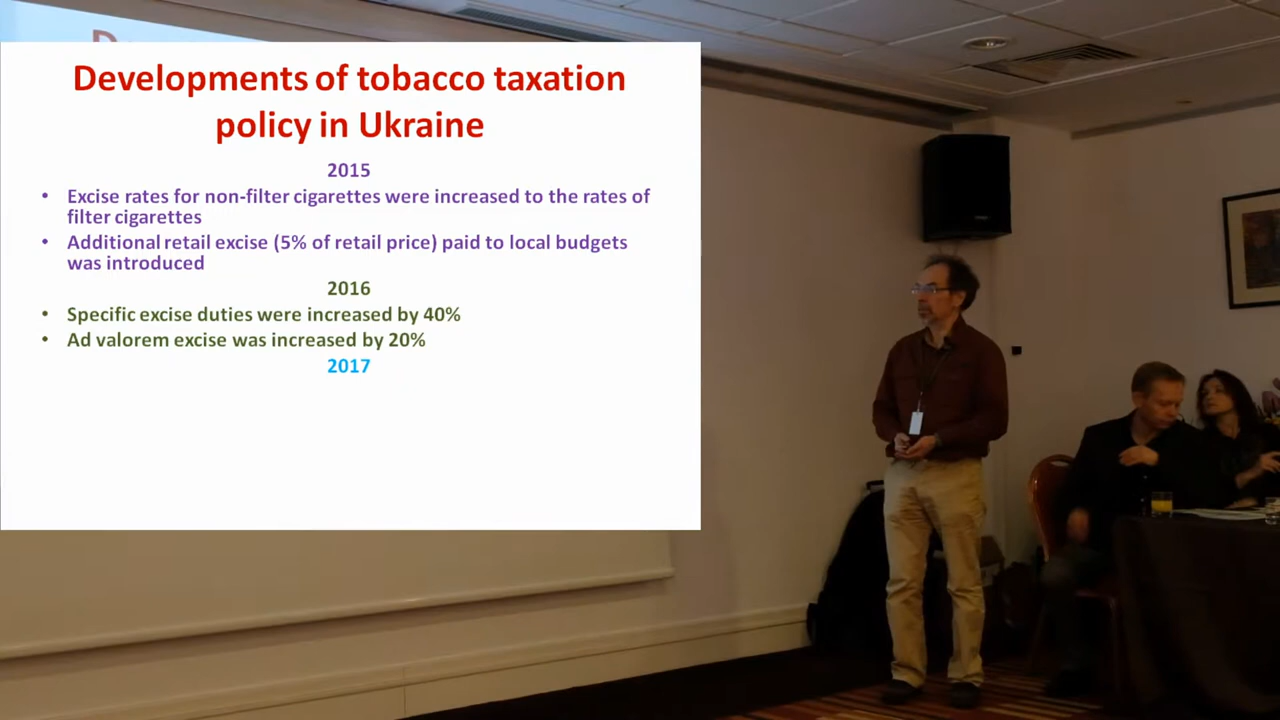 Developments of tobacco taxation
policy in Ukraine
2015
• Excise rates for non-filter cigarettes were increased to the rates of
filter cigarettes
• Additional retail excise (5% of retail price) paid to local budgets
was introduced
2016
• Specific excise duties were increased by 40%
• Ad valorem excise was increased by 20%
2017